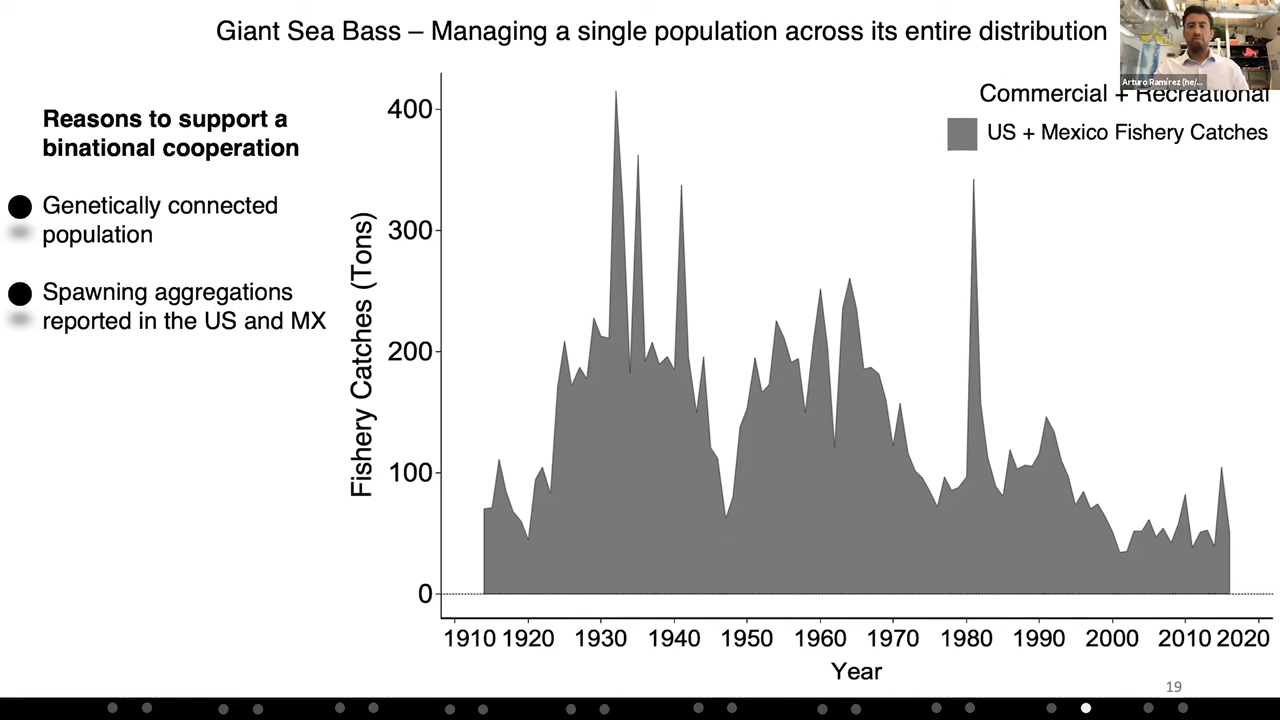 Giant Sea Bass – Managing a single population across its entire distribution
Arturo Ramírez (he/...
Reasons to support a
binational cooperation
Genetically connected
population
Spawning aggregations
reported in the US and MX
Commercial + Recreational
US + Mexico Fishery Catches
Fishery Catches (Tons)
400
300
200
100
0
1910 1920 1930 1940 1950 1960 1970 1980 1990 2000 2010 2020
Year
19